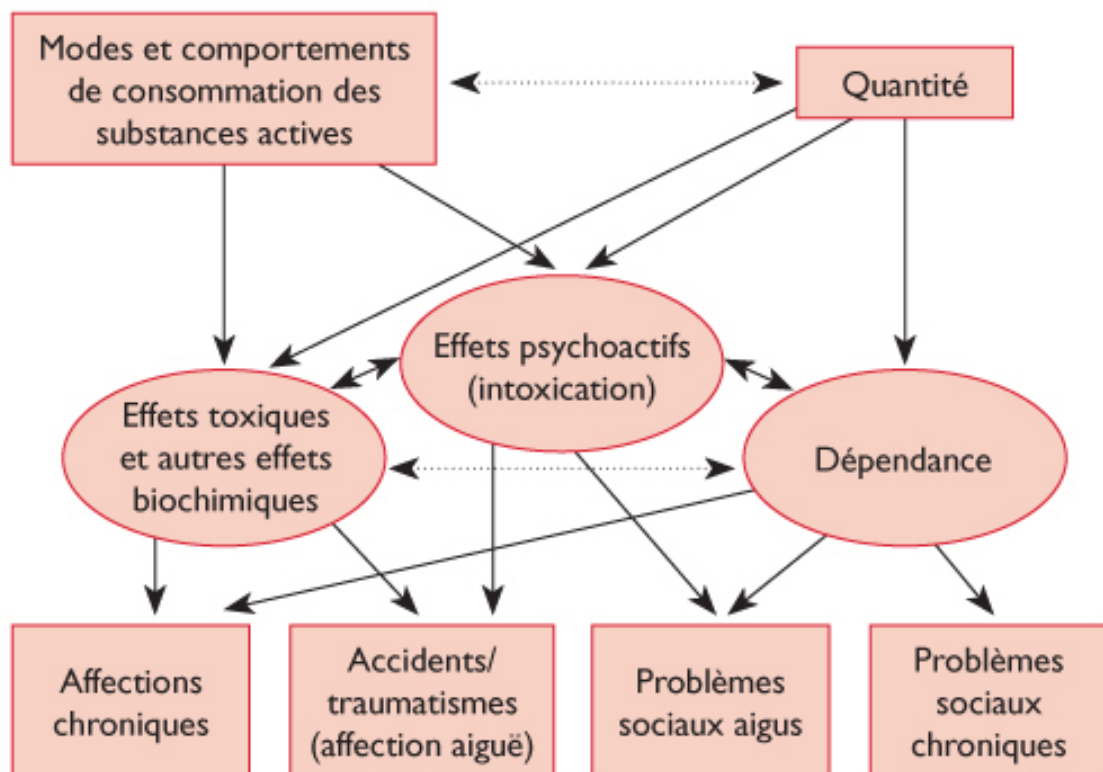 Modes et comportements
de consommation des
substances actives
Quantité
Effets psychoactifs
(intoxication)
Effets toxiques
et autres effets
biochimiques
Dépendance
Affections
chroniques
Accidents/
traumatismes
(affection aiguë)
Problèmes
sociaux aigus
Problèmes
sociaux
chroniques